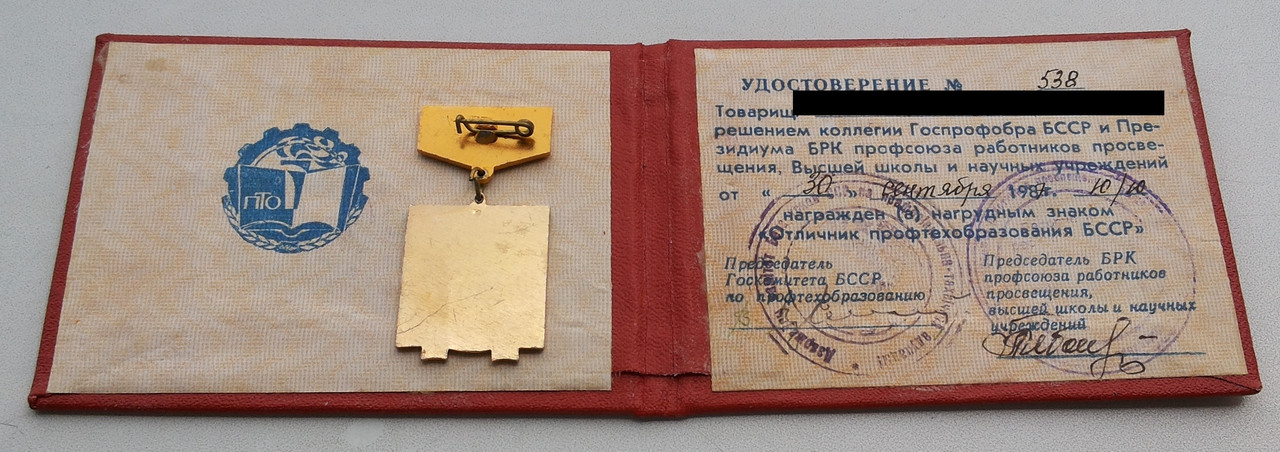 ПТО
УДОСТОВЕРЕНИЕ № 538
Товарищ
решением коллегии Госпрофобра БССР и Пре-
зидиума БРК профсоюза работников просве-
щения, Высшей школы и научных учреждений
от « 30 » сентября 198 г. 10/10
награжден (а) нагрудным знаком
«Отличник профтехобразования БССР»
Председатель
Госкомитета БССР
по профтехобразованию
Председатель БРК
профсоюза работников
просвещения,
высшей школы и научных
учреждений